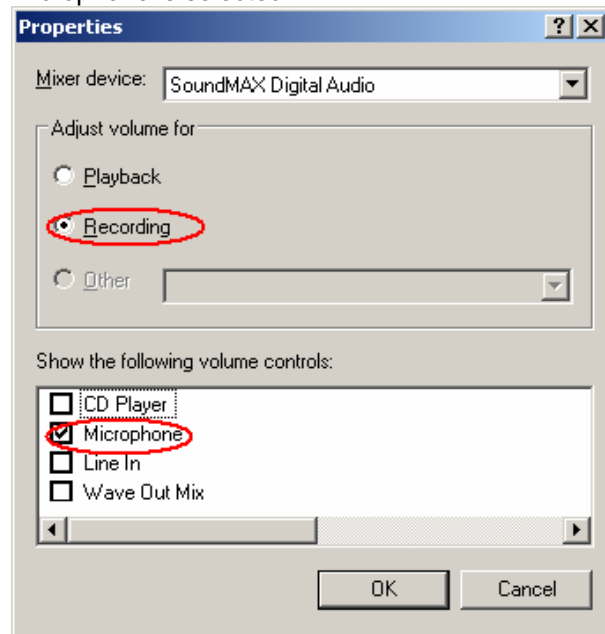 Properties
Mixer device: SoundMAX Digital Audio
Adjust volume for
Playback
Recording
Other
Show the following volume controls:
CD Player
Microphone
Line In
Wave Out Mix
OK Cancel